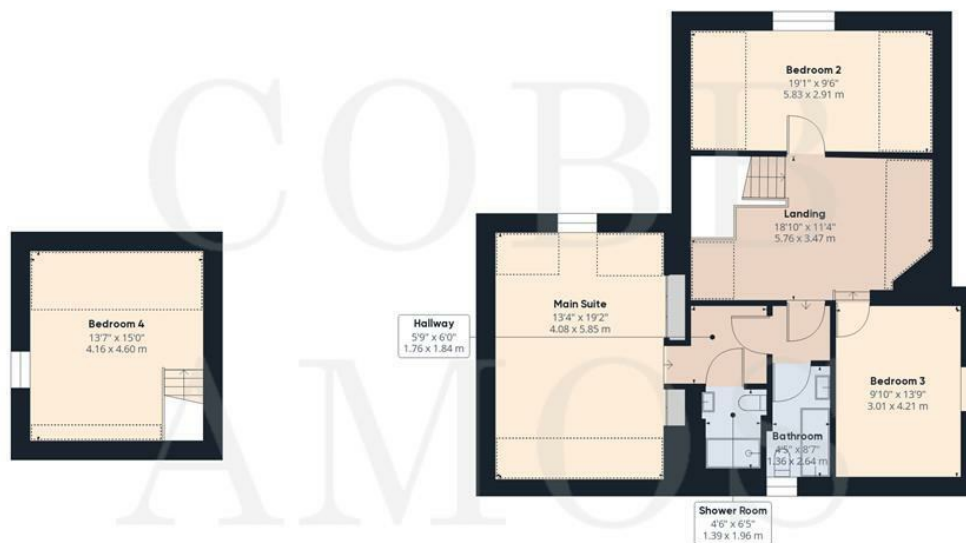 COBB
AMOS
Bedroom 2
19'1" x 9'6"
5.83 x 2.91 m
Landing
18'10" x 11'4"
5.76 x 3.47 m
Main Suite
13'4" x 19'2"
4.08 x 5.85 m
Hallway
5'9" x 6'0"
1.76 x 1.84 m
Bedroom 4
13'7" x 15'0"
4.16 x 4.60 m
Bedroom 3
9'10" x 13'9"
3.01 x 4.21 m
Bathroom
4'5" x 8'7"
1.36 x 2.64 m
Shower Room
4'6" x 6'5"
1.39 x 1.96 m